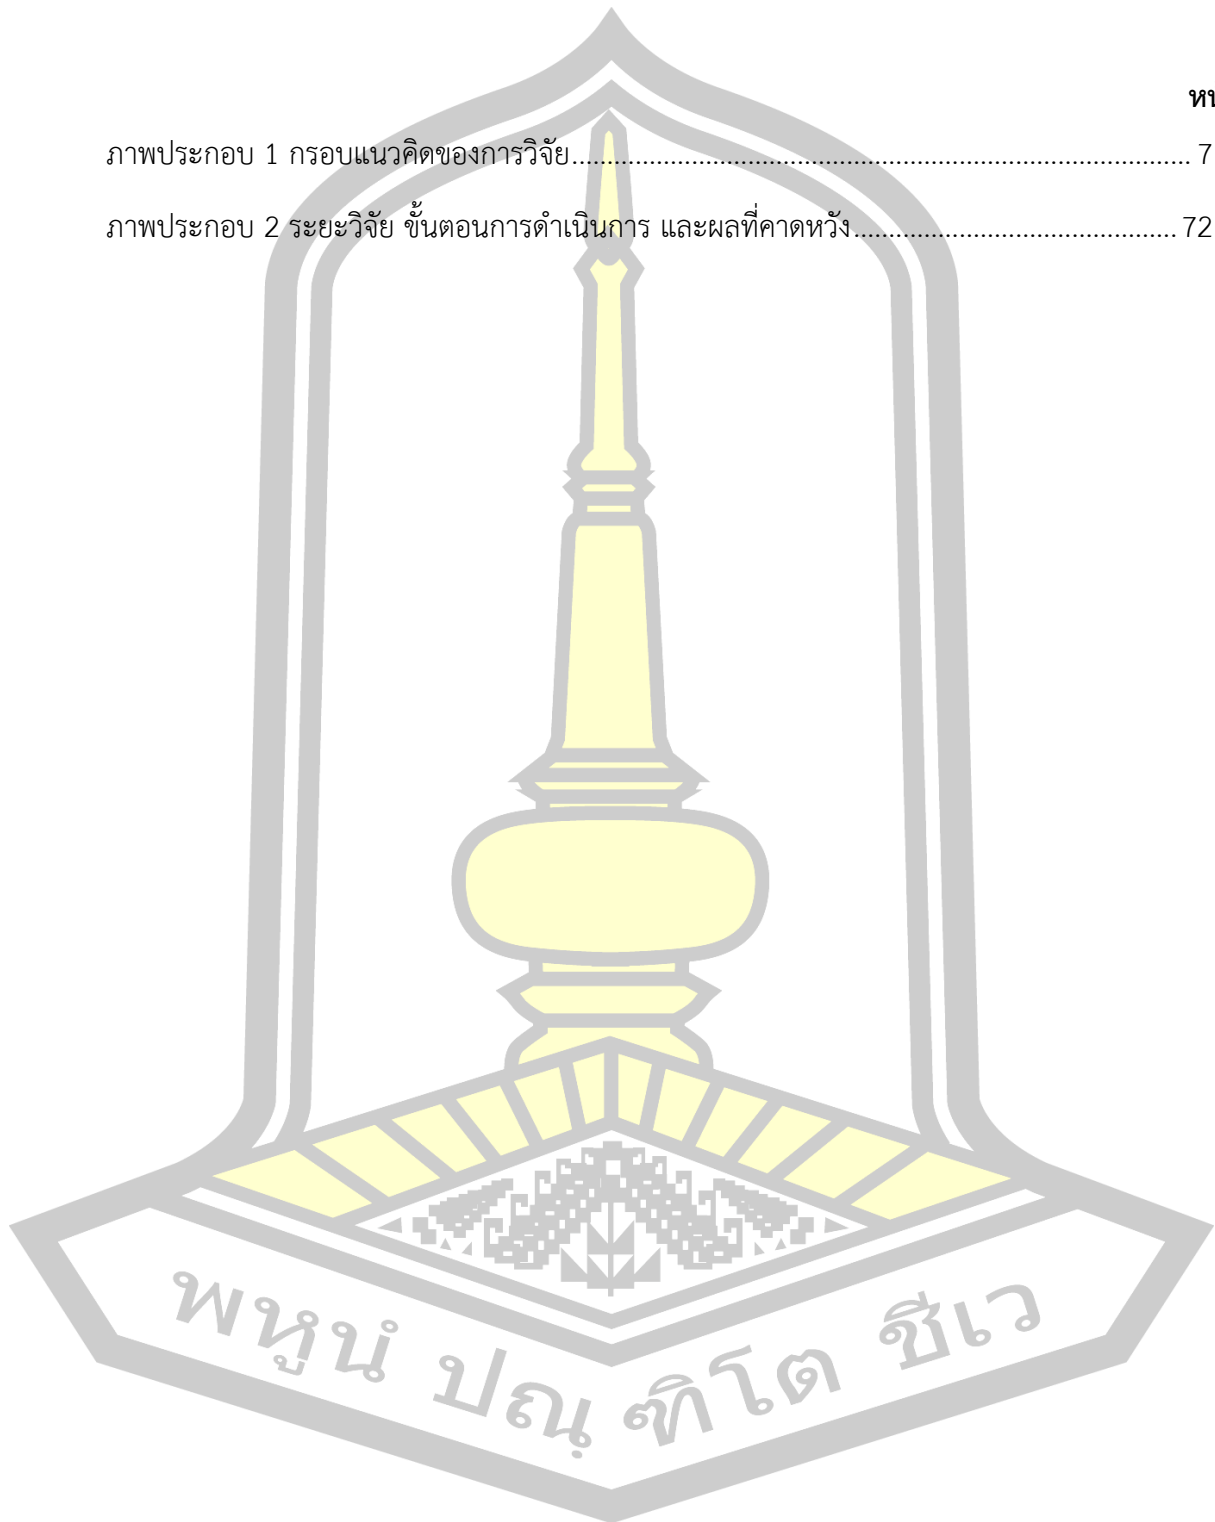 ภาพประกอบ 1 กรอบแนวคิดของการวิจัย......................................................................................... 7
ภาพประกอบ 2 ระยะวิจัย ขั้นตอนการดำเนินการ และผลที่คาดหวัง.............................................. 72
พหูนํ ปณฺฑิโต ชีเว